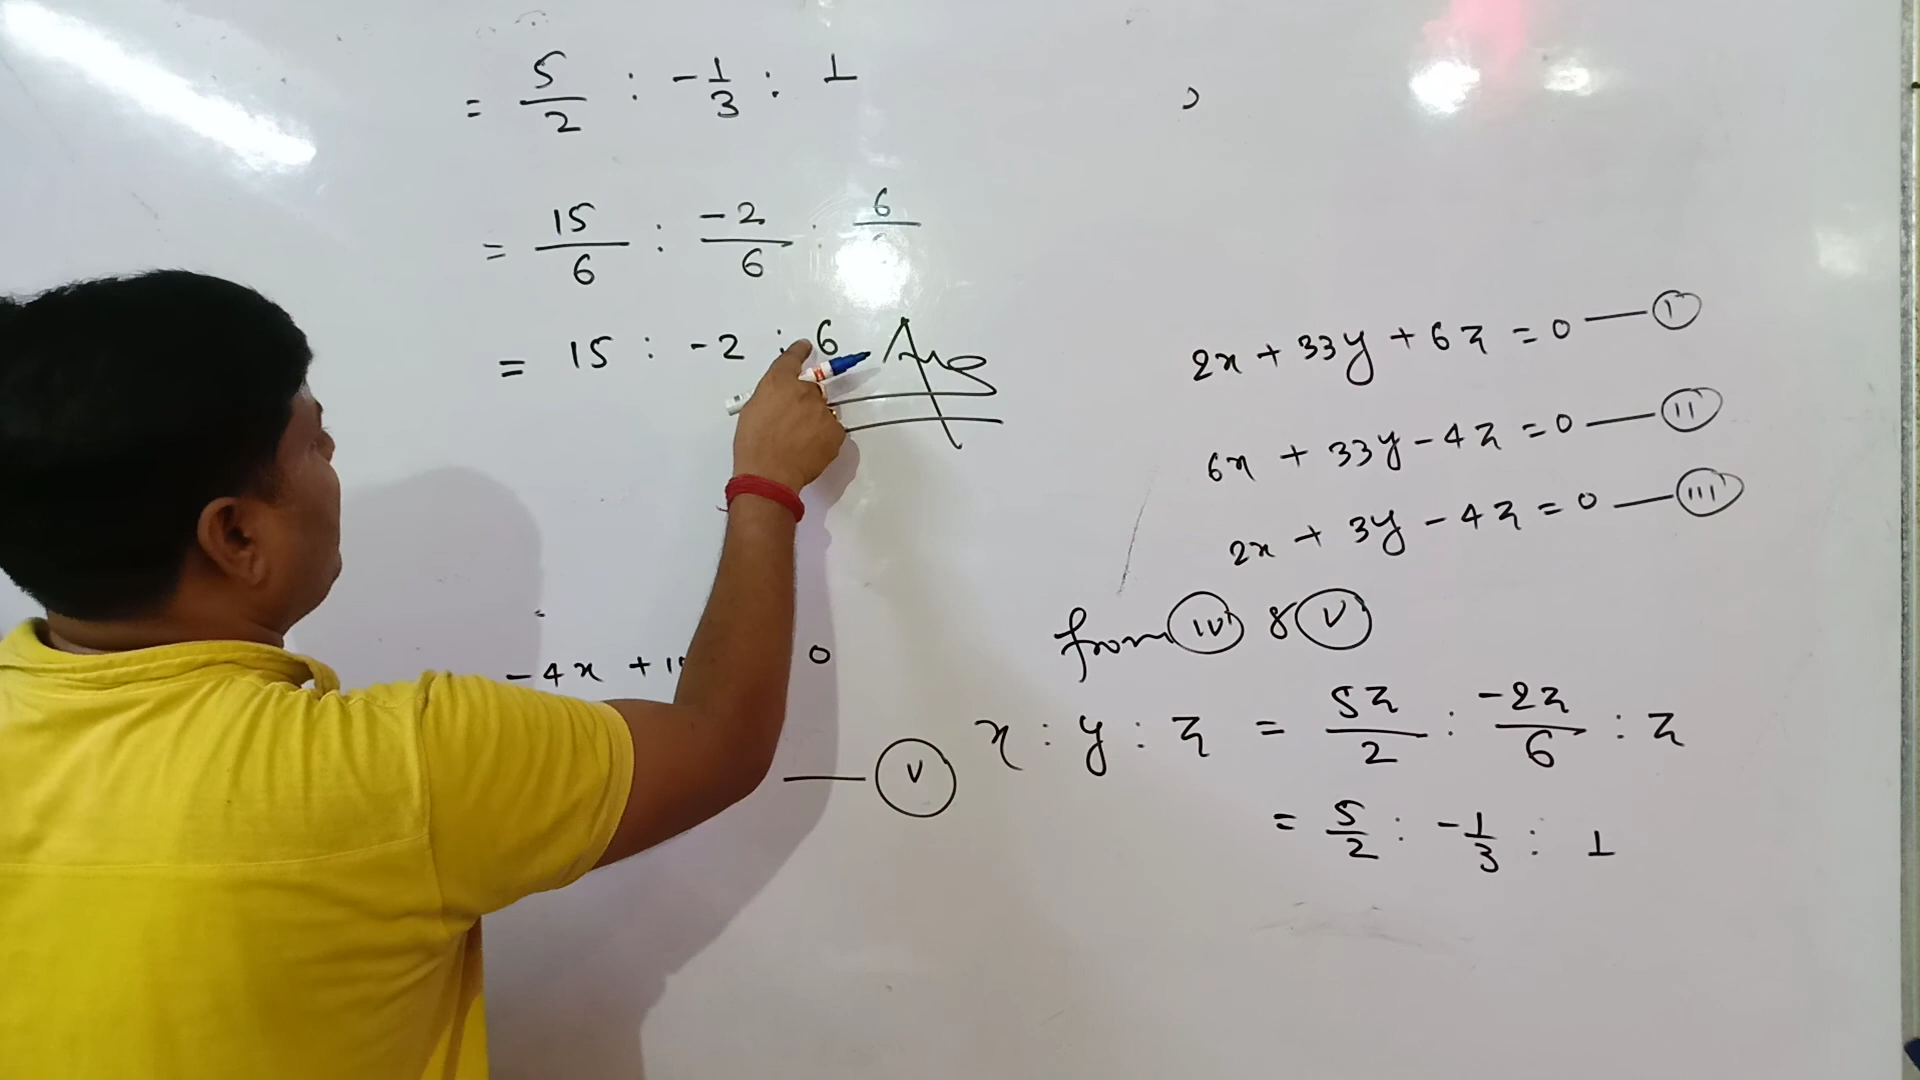 = 5/2 : -1/3 : 1
= 15/6 : -2/6 : 6
= 15 : -2 : 6 Ans
-4x + 1 0
— (V)
2x + 33y + 6z = 0 — (I)
6x + 33y - 4z = 0 — (II)
2x + 3y - 4z = 0 — (III)
from (IV) & (V)
x : y : z = 5z/2 : -2z/6 : z
= 5/2 : -1/3 : 1